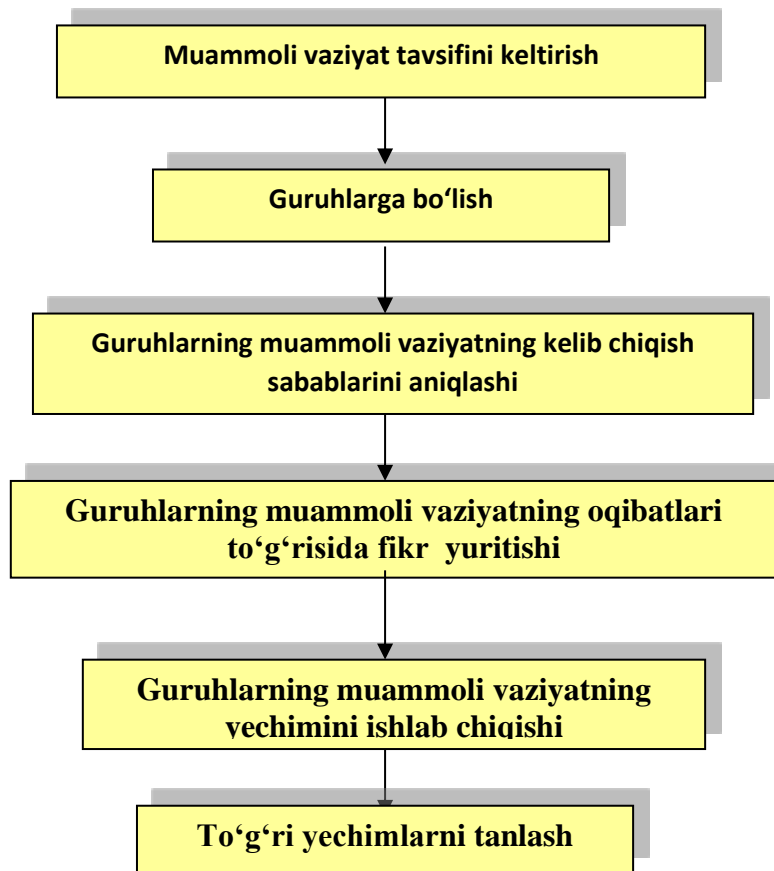 Muammoli vaziyat tavsifini keltirish
Guruhlarga bo‘lish
Guruhlarning muammoli vaziyatning kelib chiqish
sabablarini aniqlashi
Guruhlarning muammoli vaziyatning oqibatlari
to‘g‘risida fikr yuritishi
Guruhlarning muammoli vaziyatning
yechimini ishlab chiqishi
To‘g‘ri yechimlarni tanlash